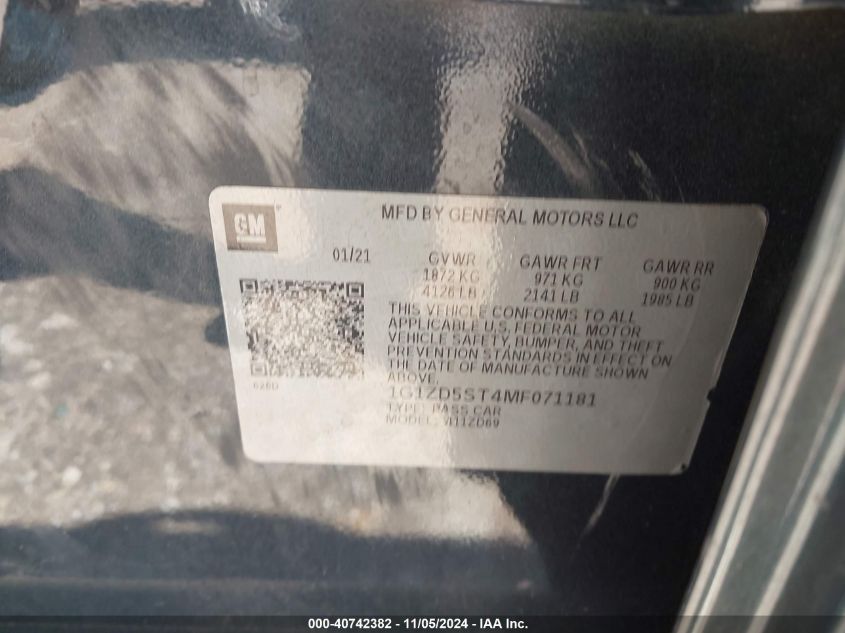 GM
MFD BY GENERAL MOTORS LLC
01/21 GVWR GAWR FRT GAWR RR
1872 KG 971 KG 900 KG
4126 LB 2141 LB 1985 LB
THIS VEHICLE CONFORMS TO ALL
APPLICABLE U.S. FEDERAL MOTOR
VEHICLE SAFETY, BUMPER, AND THEFT
PREVENTION STANDARDS IN EFFECT ON
THE DATE OF MANUFACTURE SHOWN
ABOVE.
1G1ZD5ST4MF071181
TYPE: PASS CAR
MODEL:
000-40742382 - 11/05/2024 - IAA Inc.